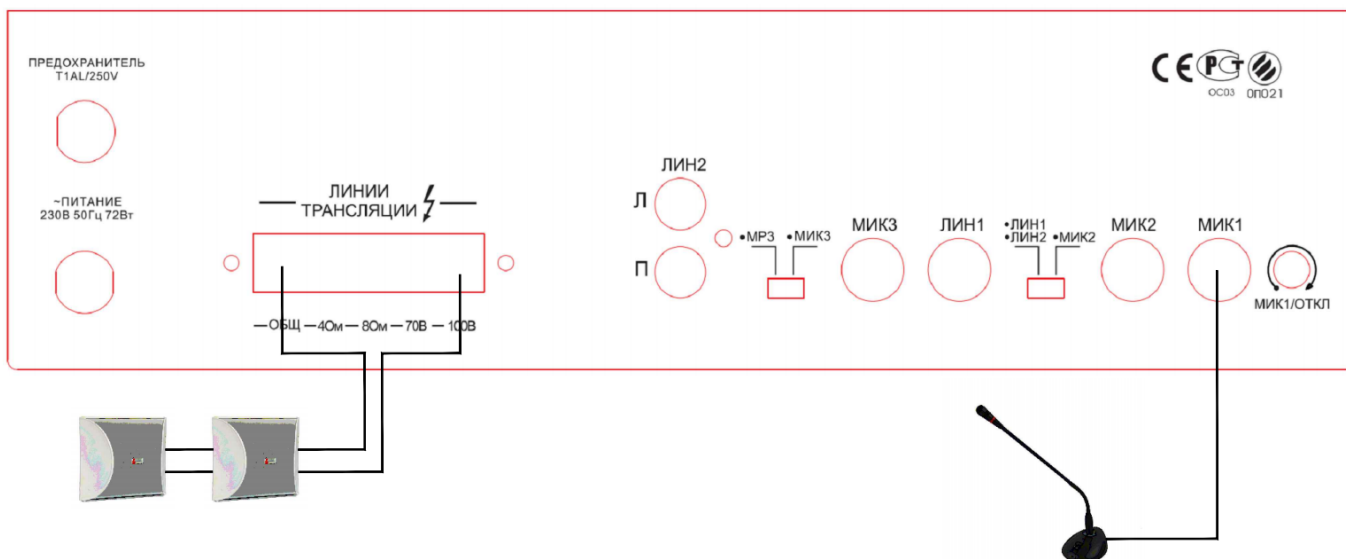 ПРЕДОХРАНИТЕЛЬ
T1AL/250V
CE РСТ
ОС03 ОП021
~ПИТАНИЕ
230В 50Гц 72Вт
ЛИНИИ
ТРАНСЛЯЦИИ
—ОБЩ —4Ом —8Ом —70В — 100В
ЛИН2
Л
П
•МР3 •МИК3
МИК3
ЛИН1
•ЛИН1
•ЛИН2 •МИК2
МИК2
МИК1
МИК1/ОТКЛ